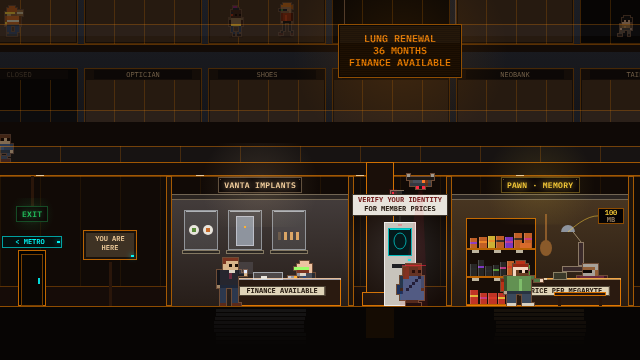 LUNG RENEWAL
36 MONTHS
FINANCE AVAILABLE
CLOSED
OPTICIAN
SHOES
NEOBANK
TAI
VANTA IMPLANTS
PAWN · MEMORY
VERIFY YOUR IDENTITY
FOR MEMBER PRICES
EXIT
< METRO
YOU ARE
HERE
100
MB
FINANCE AVAILABLE
RICE PER MEGABYTE